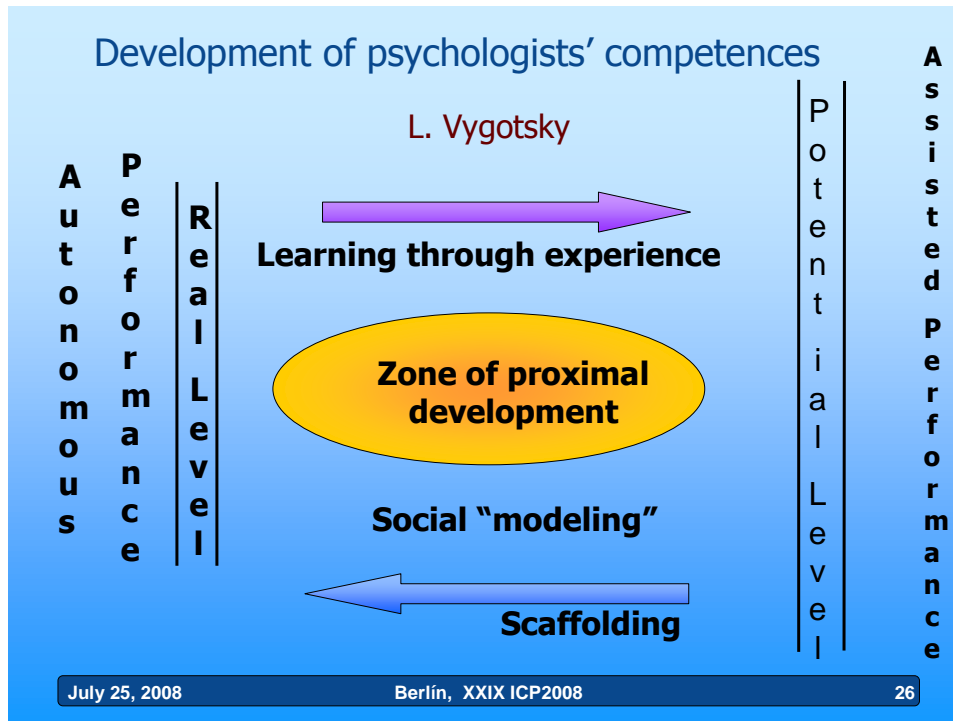 Development of psychologists’ competences
L. Vygotsky
Autonomous
Performance
Real Level
Learning through experience
Zone of proximal
development
Social “modeling”
Scaffolding
Potential Level
Assisted Performance
July 25, 2008 Berlín, XXIX ICP2008 26